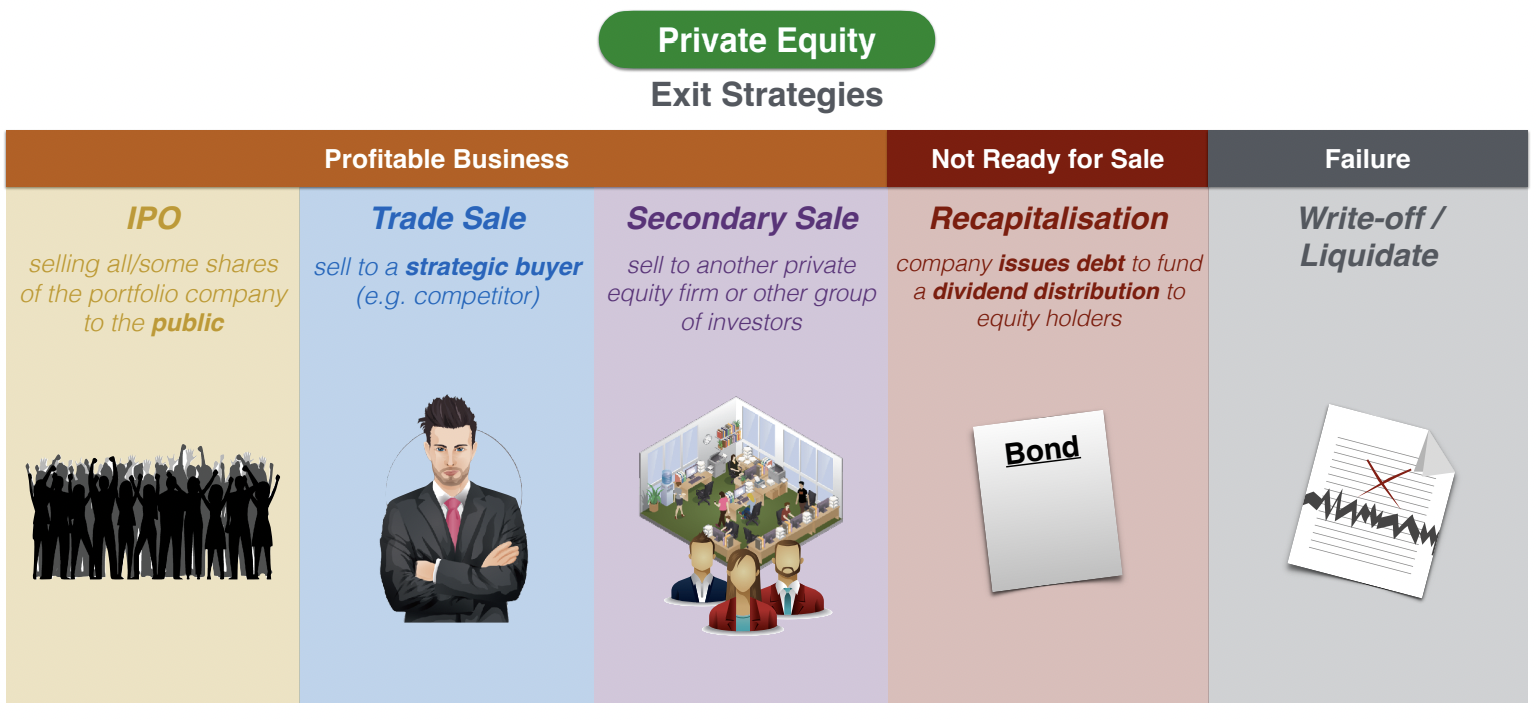 Private Equity
Exit Strategies
Profitable Business
Not Ready for Sale
Failure
IPO
selling all/some shares
of the portfolio company
to the public
Trade Sale
sell to a strategic buyer
(e.g. competitor)
Secondary Sale
sell to another private
equity firm or other group
of investors
Recapitalisation
company issues debt to fund
a dividend distribution to
equity holders
Bond
Write-off /
Liquidate